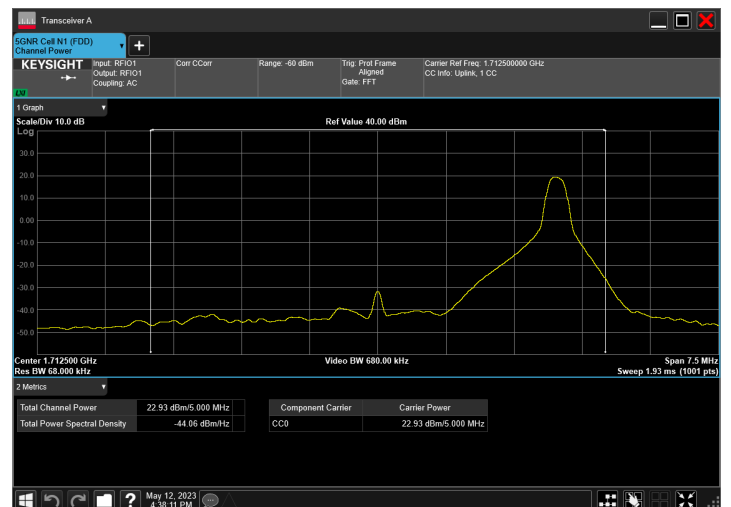 Transceiver A
5GNR Cell N1 (FDD)
Channel Power
KEYSIGHT
LXI
Input: RFIO1
Output: RFIO1
Coupling: AC
Corr CCorr
Range: -60 dBm
Trig: Prot Frame
Aligned
Gate: FFT
Carrier Ref Freq: 1.712500000 GHz
CC Info: Uplink, 1 CC
1 Graph
Scale/Div 10.0 dB
Ref Value 40.00 dBm
Log
30.0
20.0
10.0
0.00
-10.0
-20.0
-30.0
-40.0
-50.0
Center 1.712500 GHz
Video BW 680.00 kHz
Span 7.5 MHz
Res BW 68.000 kHz
Sweep 1.93 ms (1001 pts)
2 Metrics
Total Channel Power 22.93 dBm/5.000 MHz
Total Power Spectral Density -44.06 dBm/Hz
Component Carrier Carrier Power
CC0 22.93 dBm/5.000 MHz
May 12, 2023
4:38:11 PM